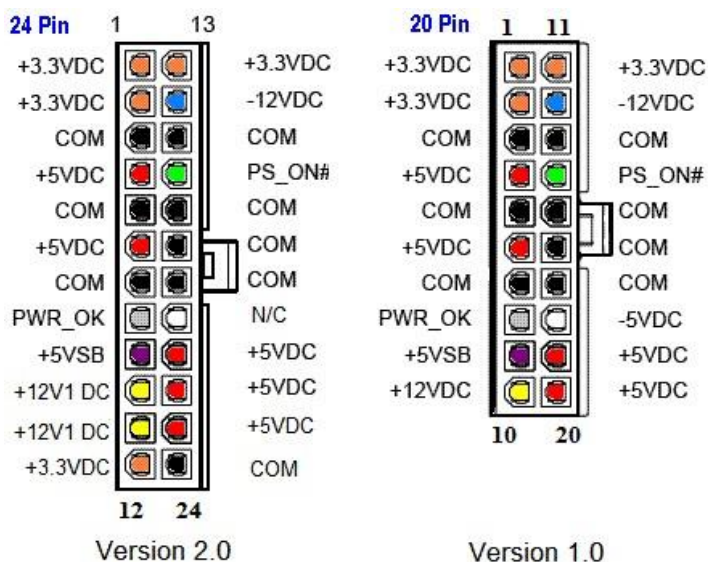 24 Pin
1 13
+3.3VDC +3.3VDC
+3.3VDC -12VDC
COM COM
+5VDC PS_ON#
COM COM
+5VDC COM
COM COM
PWR_OK N/C
+5VSB +5VDC
+12V1 DC +5VDC
+12V1 DC +5VDC
+3.3VDC COM
12 24
Version 2.0
20 Pin
1 11
+3.3VDC +3.3VDC
+3.3VDC -12VDC
COM COM
+5VDC PS_ON#
COM COM
+5VDC COM
COM COM
PWR_OK -5VDC
+5VSB +5VDC
+12VDC +5VDC
10 20
Version 1.0